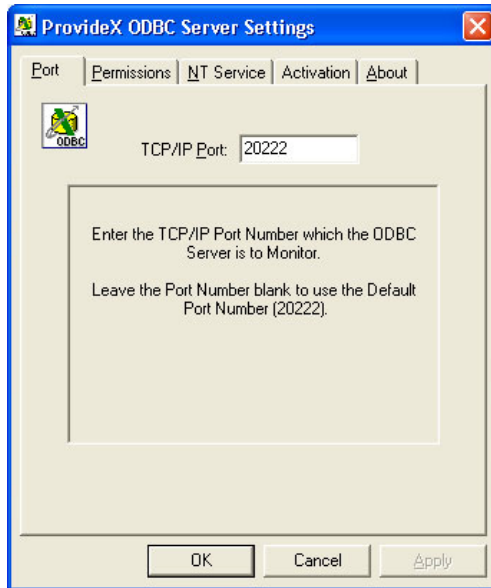 ProvideX ODBC Server Settings
Port Permissions NT Service Activation About
ODBC
TCP/IP Port: 20222
Enter the TCP/IP Port Number which the ODBC
Server is to Monitor.
Leave the Port Number blank to use the Default
Port Number (20222).
OK Cancel Apply